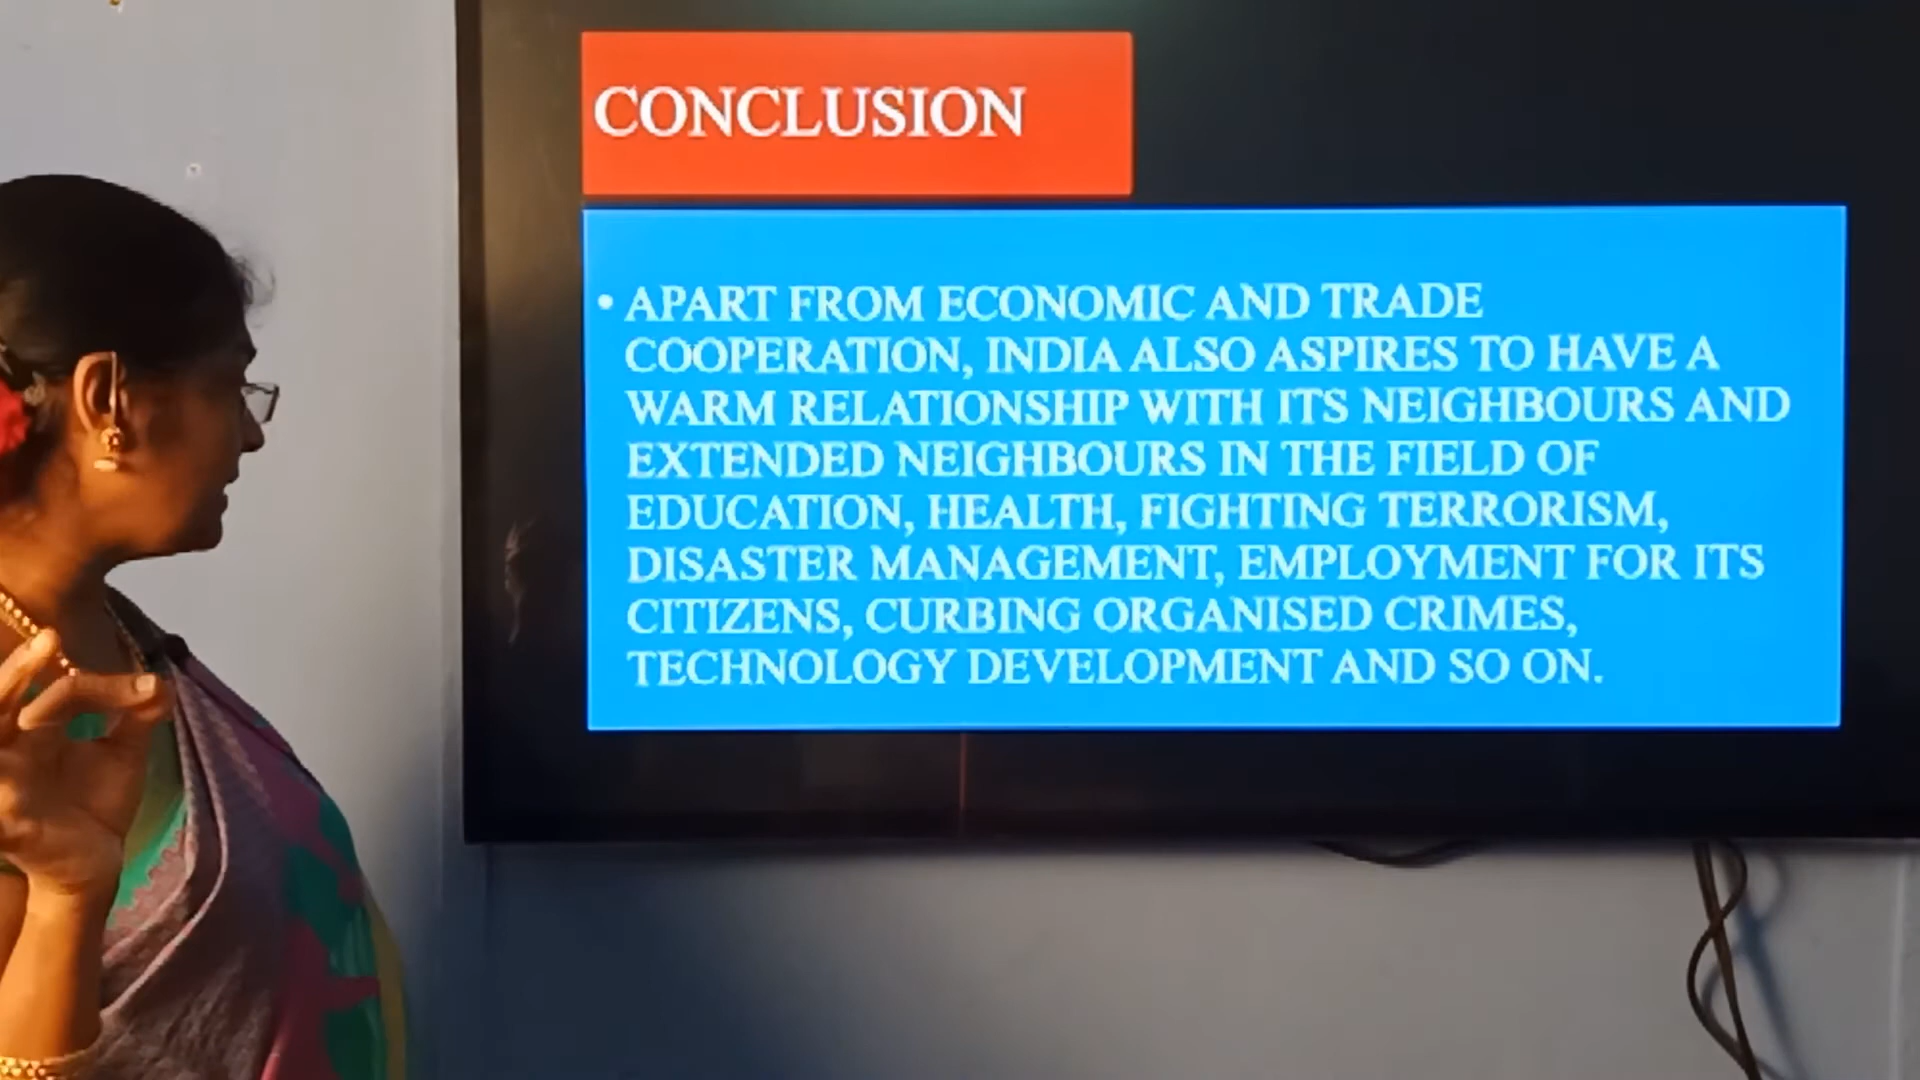 CONCLUSION
• APART FROM ECONOMIC AND TRADE
COOPERATION, INDIA ALSO ASPIRES TO HAVE A
WARM RELATIONSHIP WITH ITS NEIGHBOURS AND
EXTENDED NEIGHBOURS IN THE FIELD OF
EDUCATION, HEALTH, FIGHTING TERRORISM,
DISASTER MANAGEMENT, EMPLOYMENT FOR ITS
CITIZENS, CURBING ORGANISED CRIMES,
TECHNOLOGY DEVELOPMENT AND SO ON.